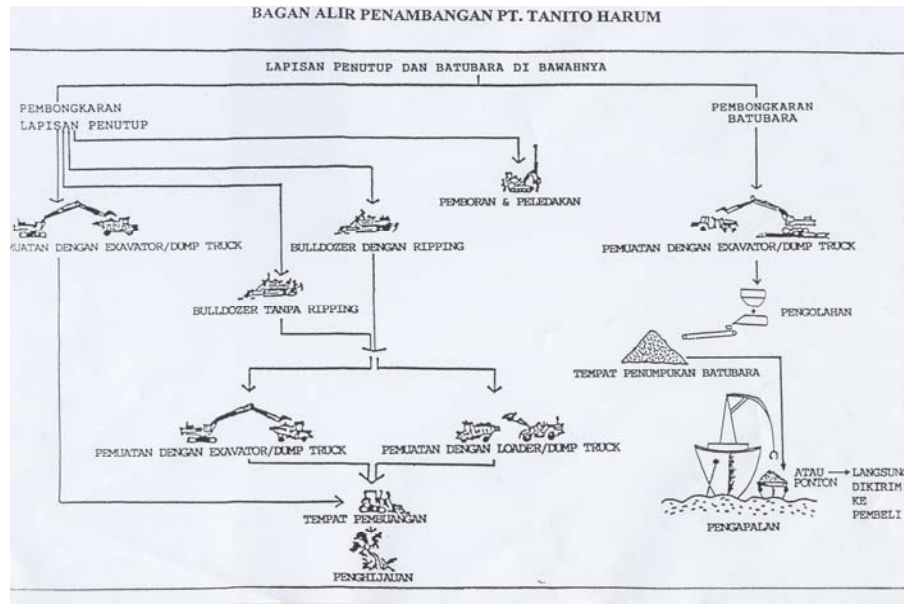 BAGAN ALIR PENAMBANGAN PT. TANITO HARUM
LAPISAN PENUTUP DAN BATUBARA DI BAWAHNYA
PEMBONGKARAN
LAPISAN PENUTUP
PEMBONGKARAN
BATUBARA
PEMBORAN & PELEDAKAN
MUATAN DENGAN EXAVATOR/DUMP TRUCK
BULLDOZER DENGAN RIPPING
PEMUATAN DENGAN EXAVATOR/DUMP TRUCK
BULLDOZER TANPA RIPPING
PENGOLAHAN
TEMPAT PENUMPUKAN BATUBARA
PEMUATAN DENGAN EXAVATOR/DUMP TRUCK
PEMUATAN DENGAN LOADER/DUMP TRUCK
ATAU
PONTON
LANGSUNG
DIKIRIM
KE
PEMBELI
TEMPAT PEMBUANGAN
PENGAPALAN
PENGHIJAUAN